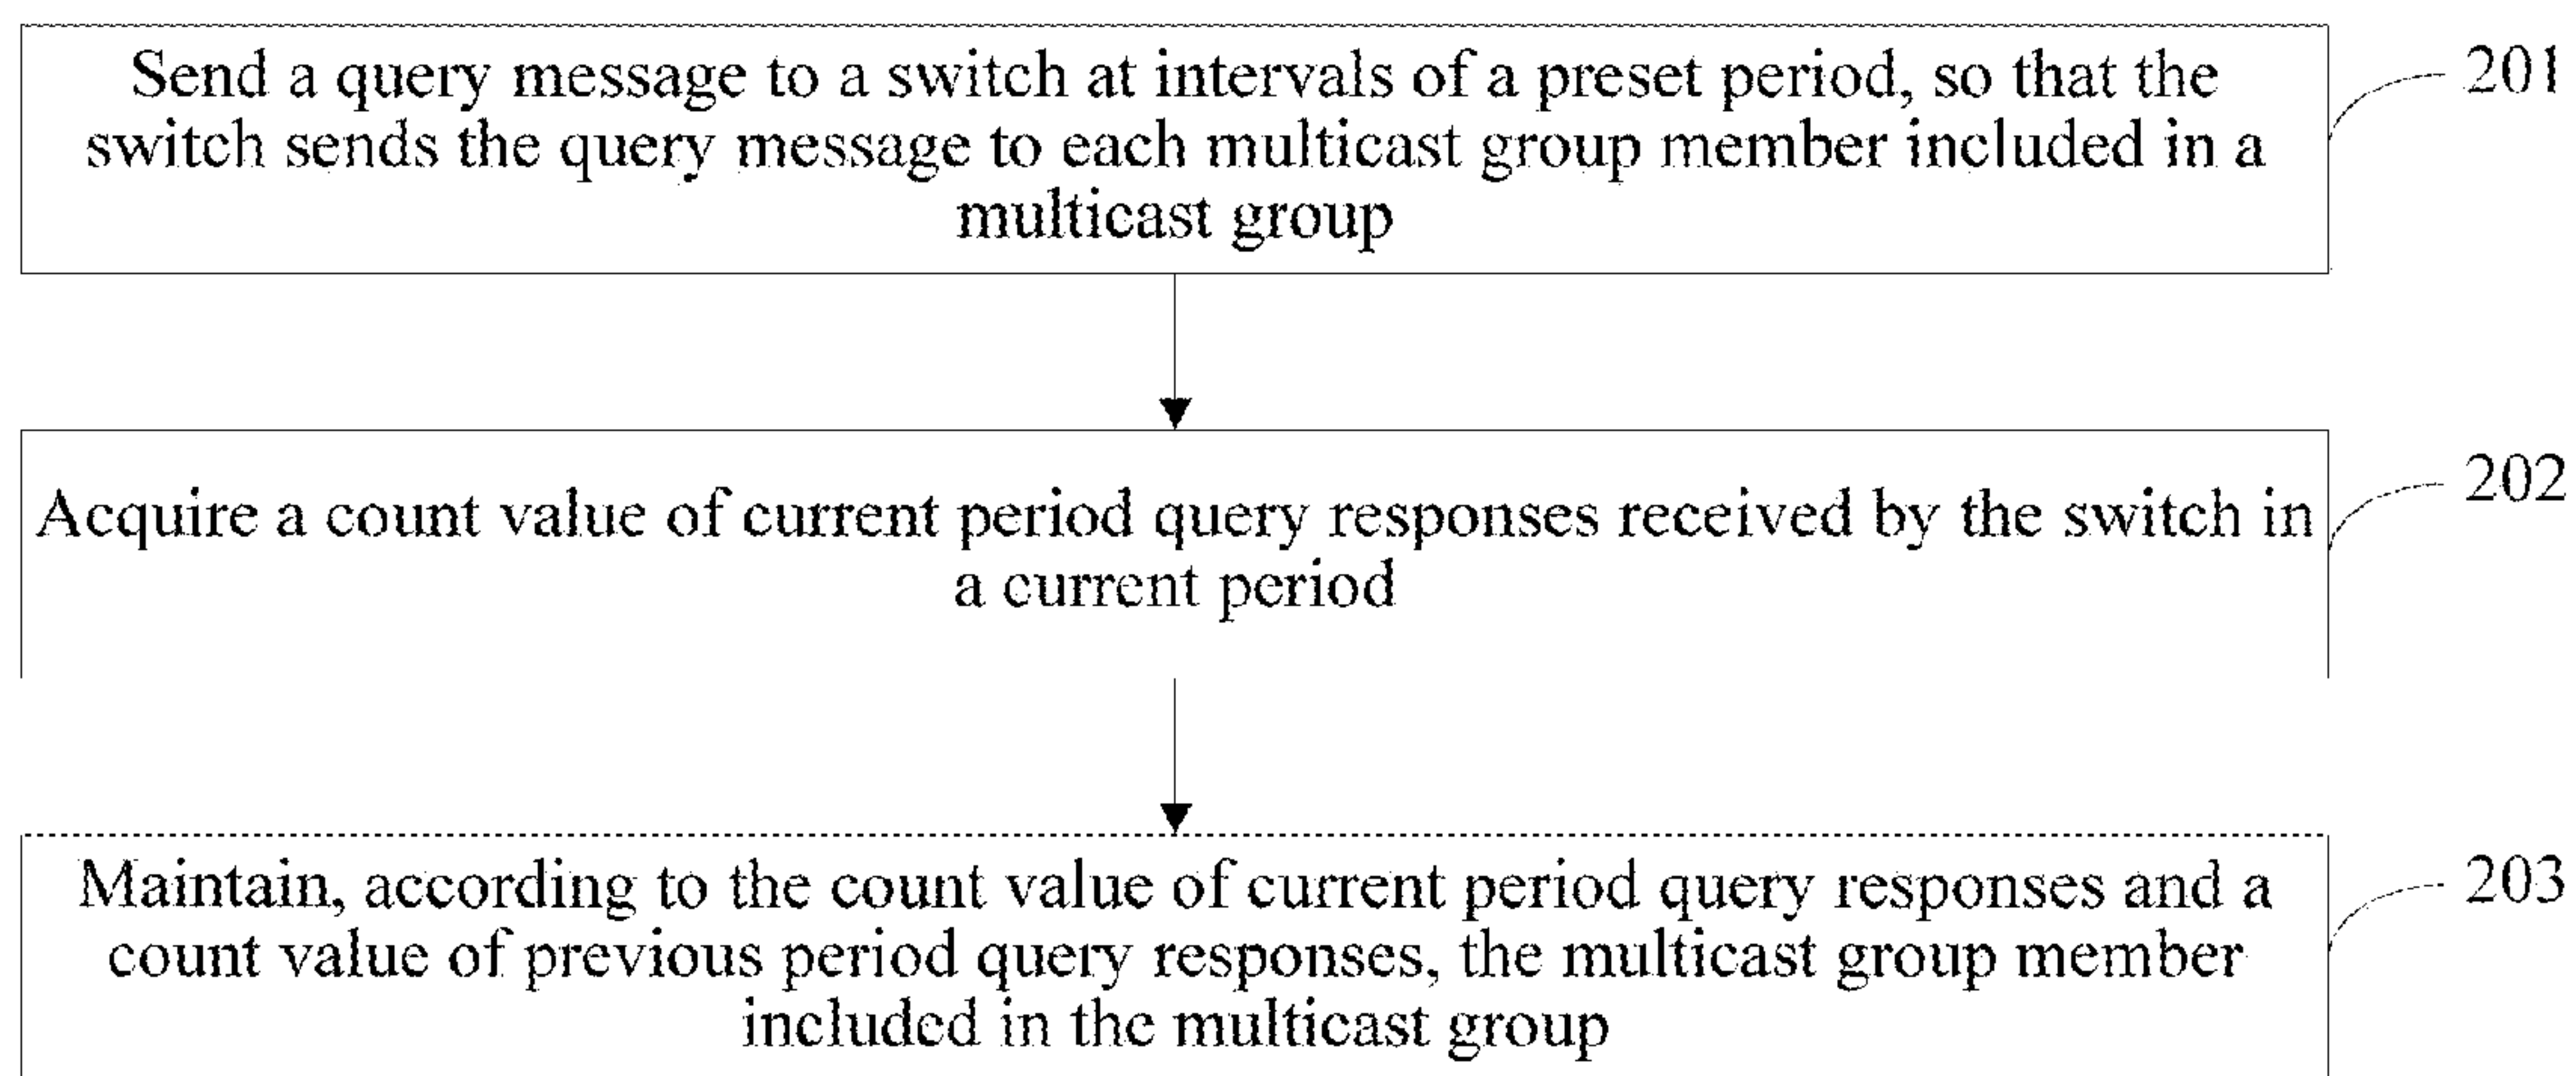 Send a query message to a switch at intervals of a preset period, so that the
switch sends the query message to each multicast group member included in a
multicast group
201
Acquire a count value of current period query responses received by the switch in
a current period
202
Maintain, according to the count value of current period query responses and a
count value of previous period query responses, the multicast group member
included in the multicast group
203